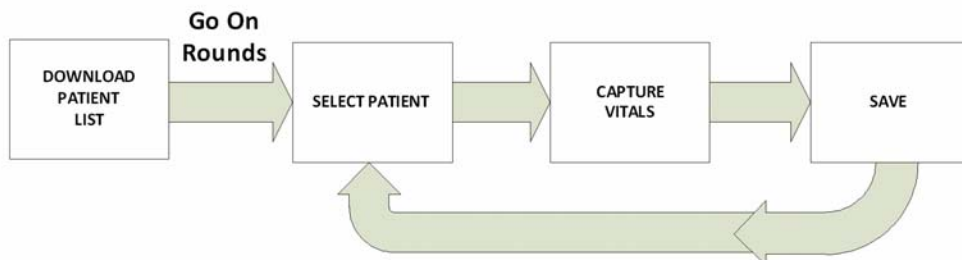 Go On
Rounds
DOWNLOAD
PATIENT
LIST
SELECT PATIENT
CAPTURE
VITALS
SAVE